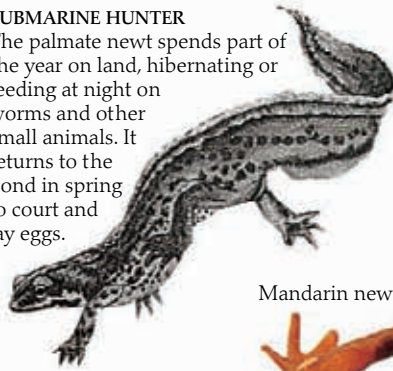 UBMARINE HUNTER
he palmate newt spends part of
he year on land, hibernating or
eeding at night on
orms and other
mall animals. It
eturns to the
ond in spring
o court and
ay eggs.
Mandarin new